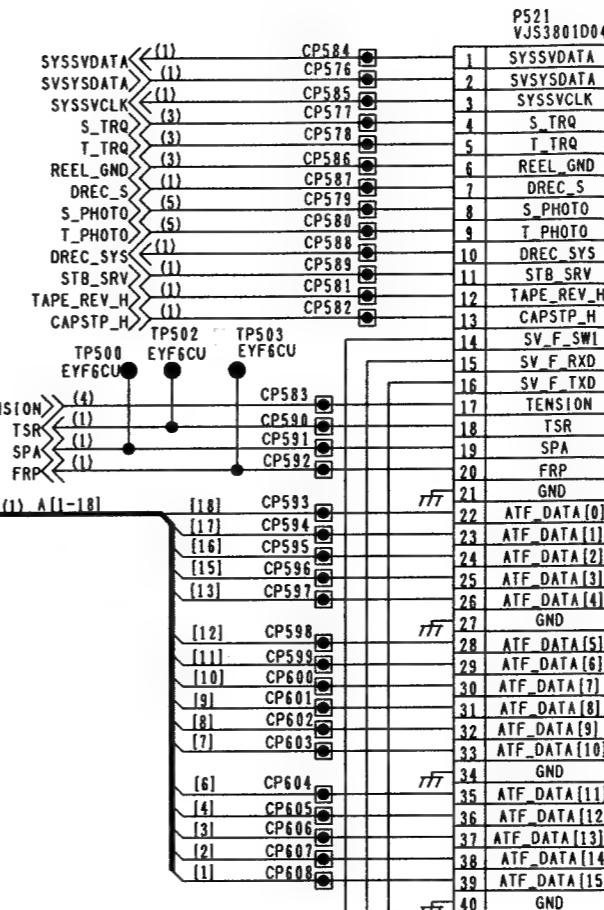 P521
VJS3801D04
SYSSVDATA (1) CP584 1 SYSSVDATA
SVSYSDATA (1) CP576 2 SVSYSDATA
SYSSVCLK (1) CP585 3 SYSSVCLK
S_TRQ (3) CP577 4 S_TRQ
T_TRQ (3) CP578 5 T_TRQ
REEL_GND (3) CP586 6 REEL_GND
DREC_S (1) CP587 7 DREC_S
S_PHOTO (5) CP579 8 S_PHOTO
T_PHOTO (5) CP580 9 T_PHOTO
DREC_SYS (1) CP588 10 DREC_SYS
STB_SRV (1) CP589 11 STB_SRV
TAPE_REV_H (1) CP581 12 TAPE_REV_H
CAPSTP_H (1) CP582 13 CAPSTP_H
14 SV_F_SW1
15 SV_F_RXD
16 SV_F_TXD
TP500
EYF6CU
TP502
EYF6CU
TP503
EYF6CU
NSION (4) CP583 17 TENSION
TSR (1) CP590 18 TSR
SPA (1) CP591 19 SPA
FRP (1) CP592 20 FRP
21 GND
(1) A[1-18]
[18] CP593 22 ATF_DATA[0]
[17] CP594 23 ATF_DATA[1]
[16] CP595 24 ATF_DATA[2]
[15] CP596 25 ATF_DATA[3]
[13] CP597 26 ATF_DATA[4]
27 GND
[12] CP598 28 ATF_DATA[5]
[11] CP599 29 ATF_DATA[6]
[10] CP600 30 ATF_DATA[7]
[9] CP601 31 ATF_DATA[8]
[8] CP602 32 ATF_DATA[9]
[7] CP603 33 ATF_DATA[10]
34 GND
[6] CP604 35 ATF_DATA[11]
[4] CP605 36 ATF_DATA[12
[3] CP606 37 ATF_DATA[13]
[2] CP607 38 ATF_DATA[14
[1] CP608 39 ATF_DATA[15
40 GND